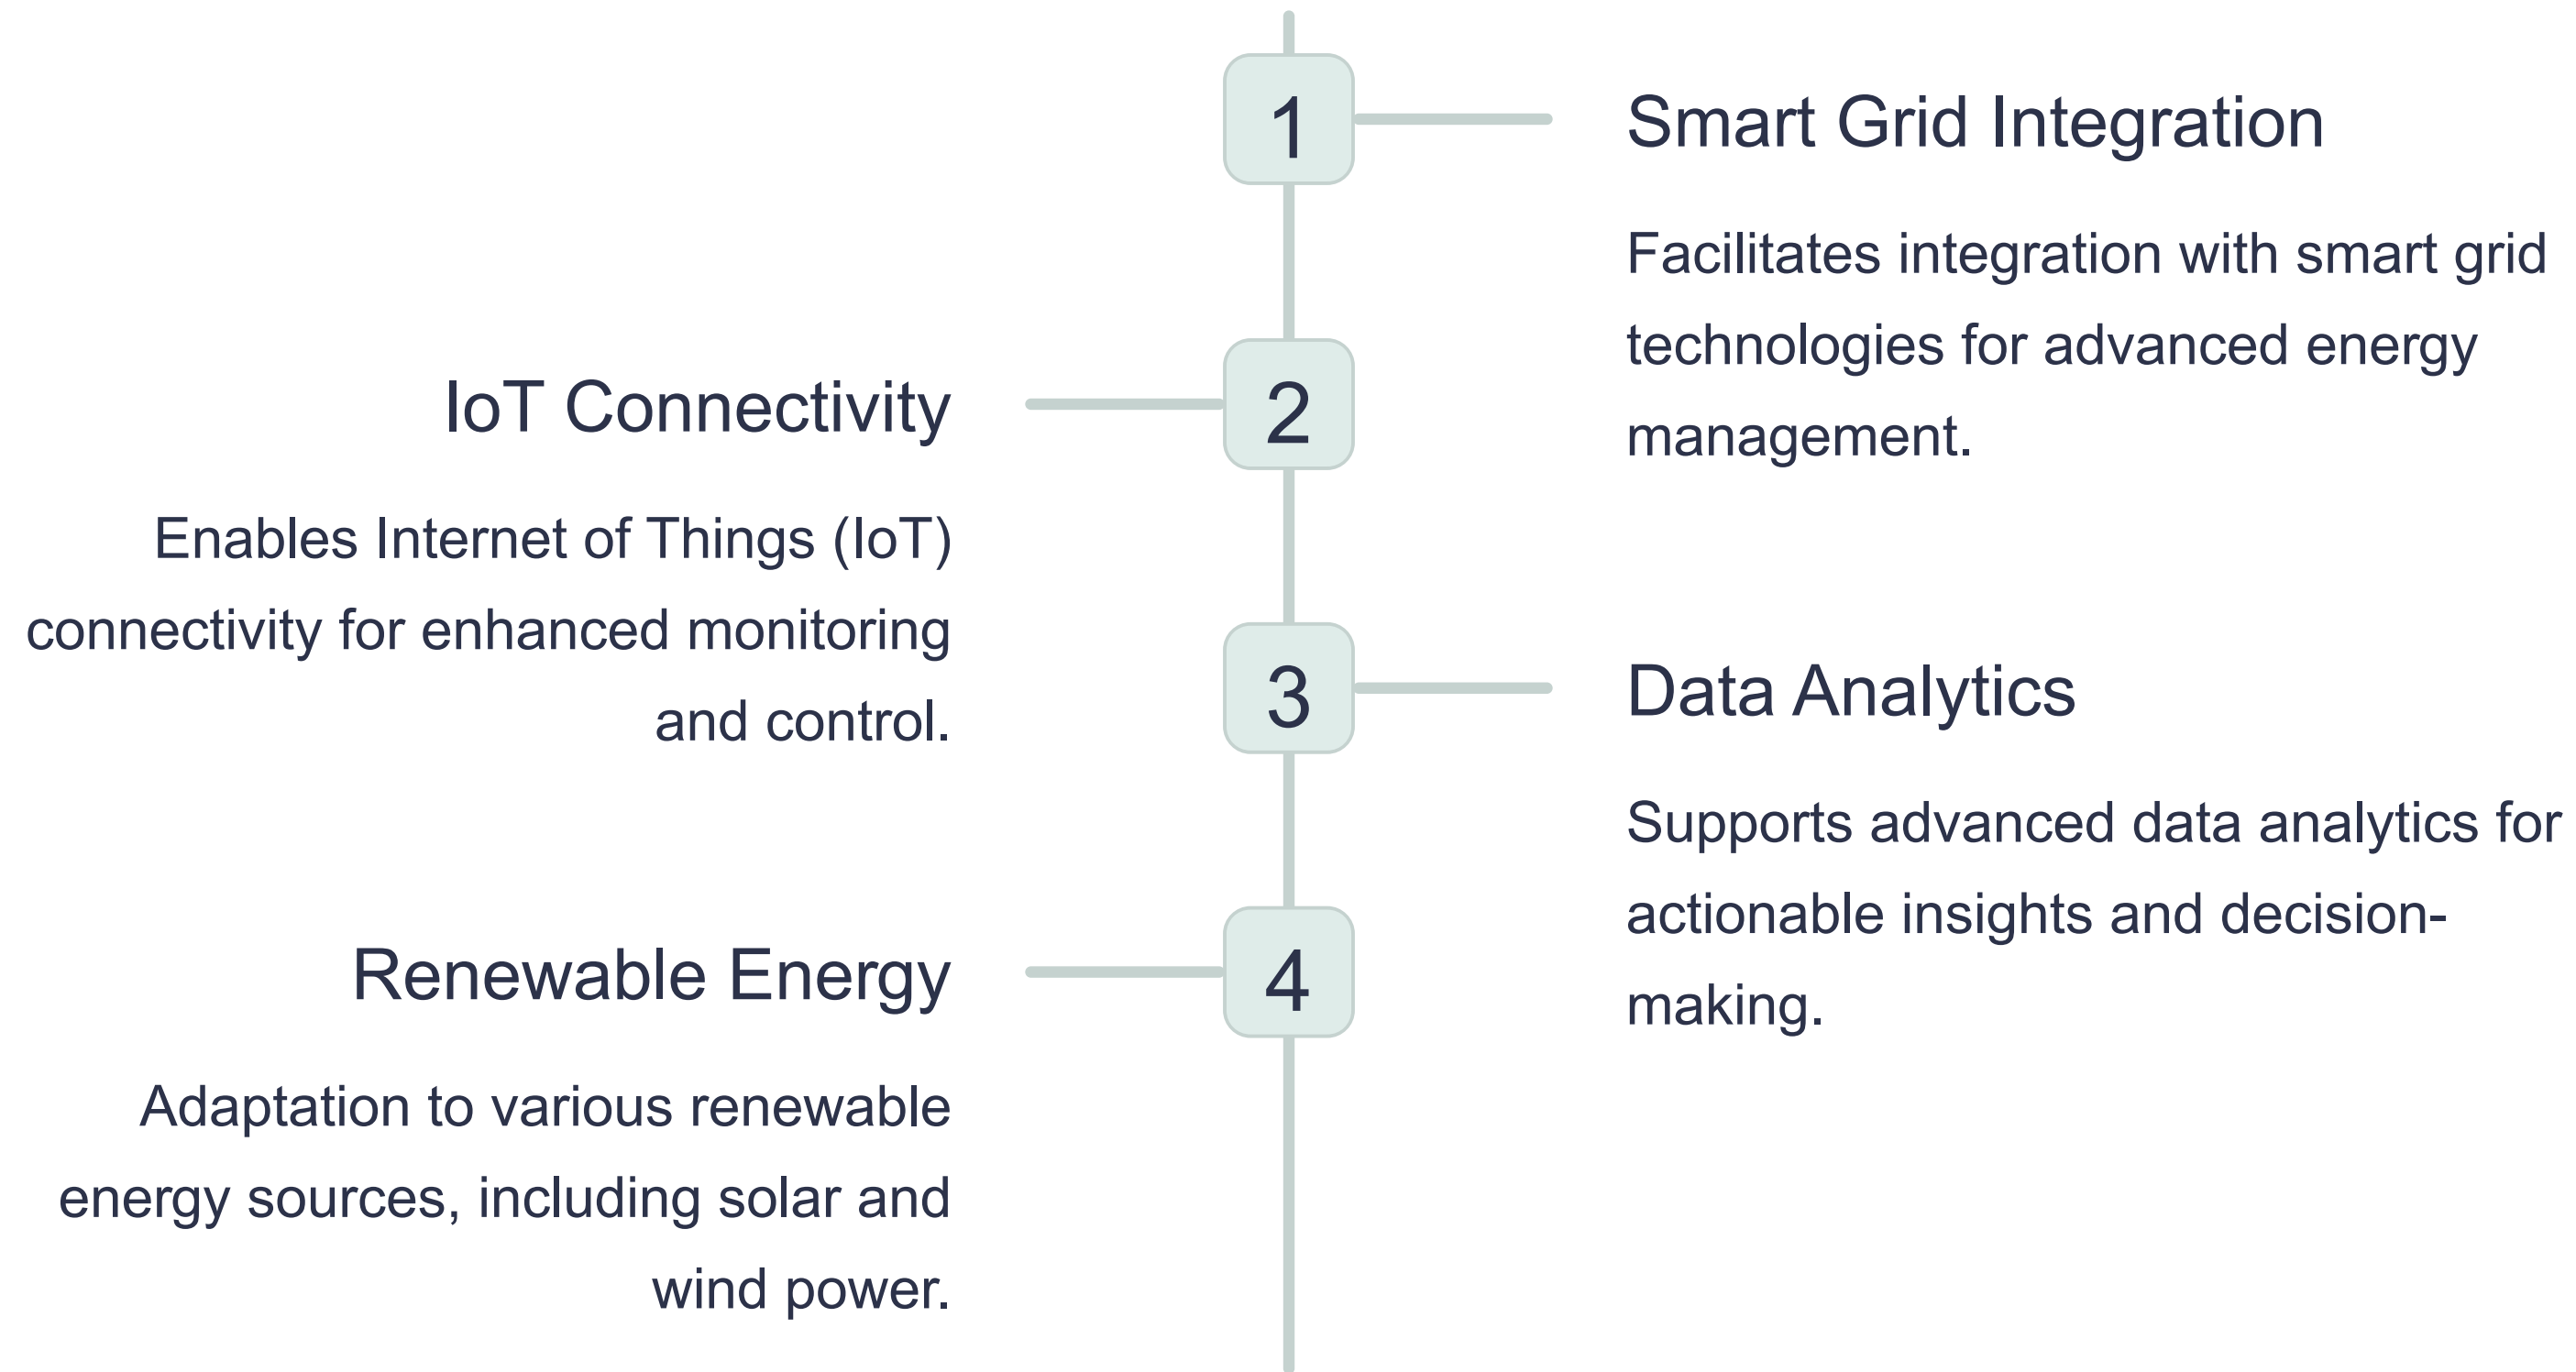 1
Smart Grid Integration
Facilitates integration with smart grid
technologies for advanced energy
management.
2
IoT Connectivity
Enables Internet of Things (IoT)
connectivity for enhanced monitoring
and control.
3
Data Analytics
Supports advanced data analytics for
actionable insights and decision-
making.
4
Renewable Energy
Adaptation to various renewable
energy sources, including solar and
wind power.